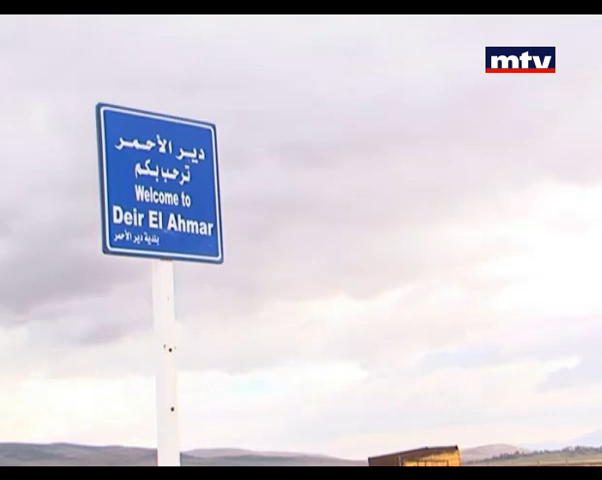 mtv
دير الأحمر
ترحب بكم
Welcome to
Deir El Ahmar
بلدية دير الأحمر